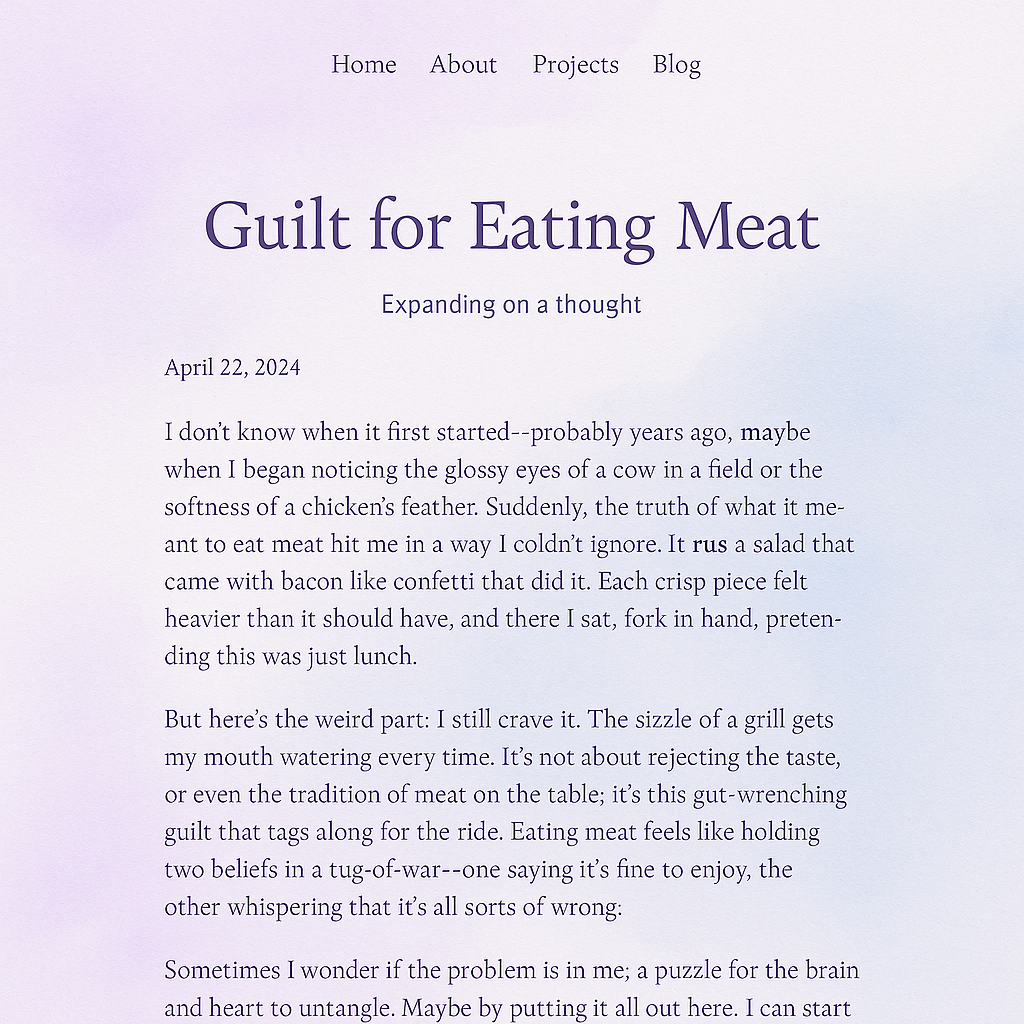 Home About Projects Blog
Guilt for Eating Meat
Expanding on a thought
April 22, 2024
I don’t know when it first started--probably years ago, maybe
when I began noticing the glossy eyes of a cow in a field or the
softness of a chicken’s feather. Suddenly, the truth of what it me-
ant to eat meat hit me in a way I coldn’t ignore. It rus a salad that
came with bacon like confetti that did it. Each crisp piece felt
heavier than it should have, and there I sat, fork in hand, preten-
ding this was just lunch.
But here’s the weird part: I still crave it. The sizzle of a grill gets
my mouth watering every time. It’s not about rejecting the taste,
or even the tradition of meat on the table; it’s this gut-wrenching
guilt that tags along for the ride. Eating meat feels like holding
two beliefs in a tug-of-war--one saying it’s fine to enjoy, the
other whispering that it’s all sorts of wrong:
Sometimes I wonder if the problem is in me; a puzzle for the brain
and heart to untangle. Maybe by putting it all out here. I can start